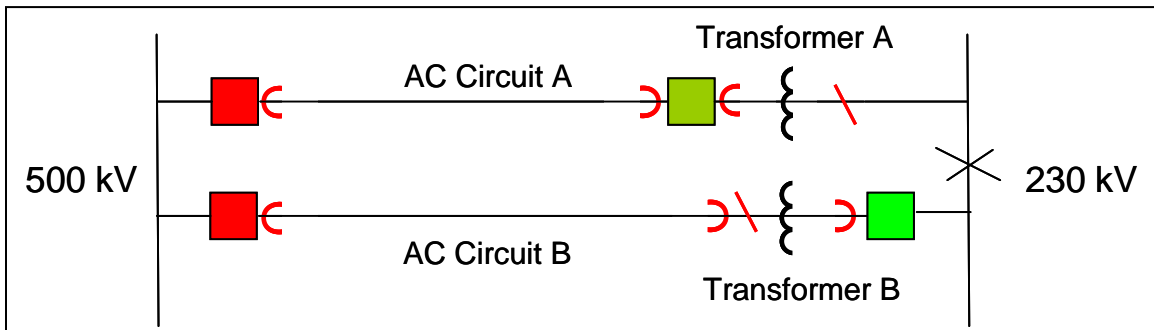 Transformer A
AC Circuit A
500 kV
230 kV
AC Circuit B
Transformer B